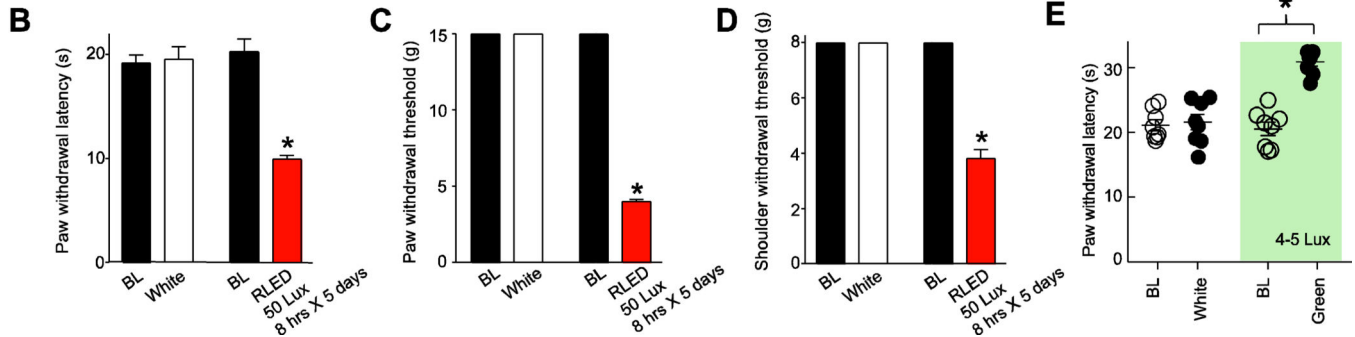 B
Paw withdrawal latency (s)
20
10
0
*
BL
White
BL
RLED
50 Lux
8 hrs X 5 days
C
Paw withdrawal threshold (g)
15
10
5
0
*
BL
White
BL
RLED
50 Lux
8 hrs X 5 days
D
Shoulder withdrawal threshold (g)
8
6
4
2
0
*
BL
White
BL
RLED
50 Lux
8 hrs X 5 days
E
Paw withdrawal latency (s)
30
20
10
0
*
4-5 Lux
BL
White
BL
Green